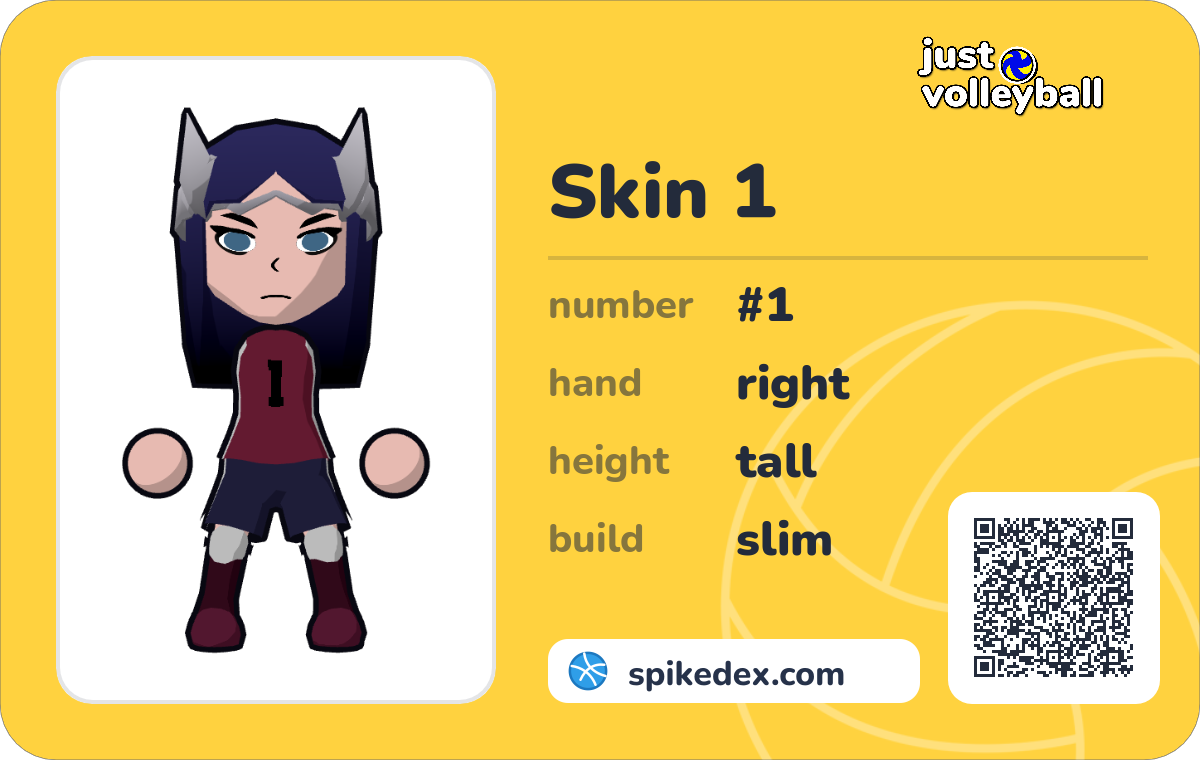 just
volleyball
Skin 1
number #1
hand right
height tall
build slim
1
spikedex.com